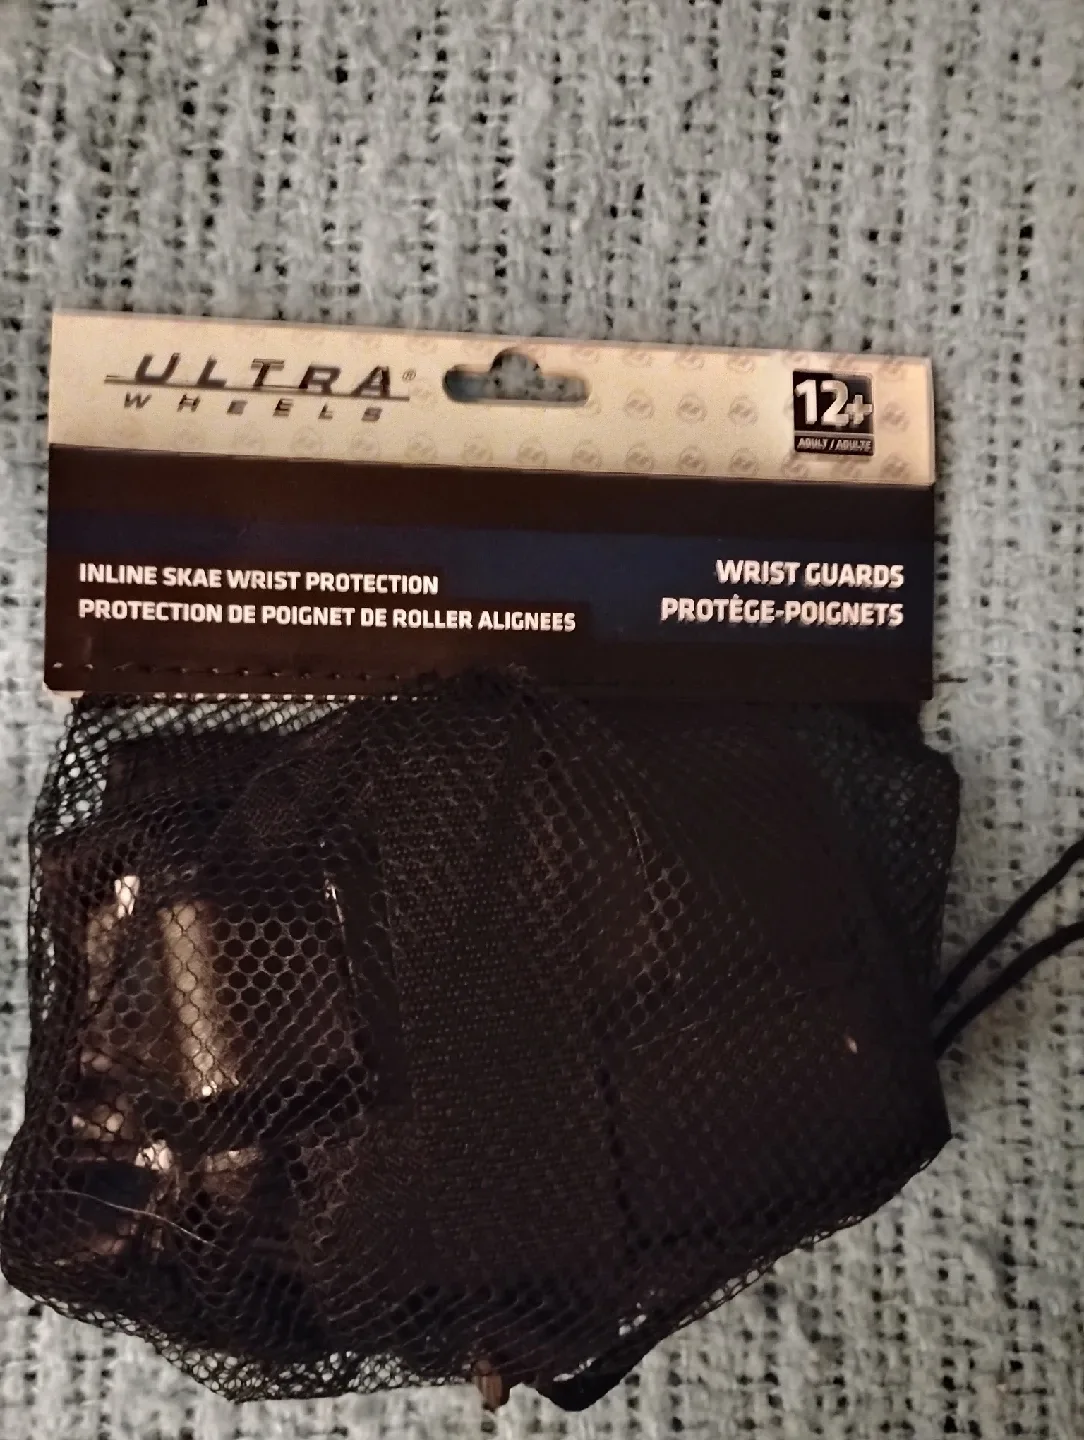 ULTRA®
WHEELS
12+
ADULT / ADULTE
INLINE SKAE WRIST PROTECTION
PROTECTION DE POIGNET DE ROLLER ALIGNEES
WRIST GUARDS
PROTÈGE-POIGNETS